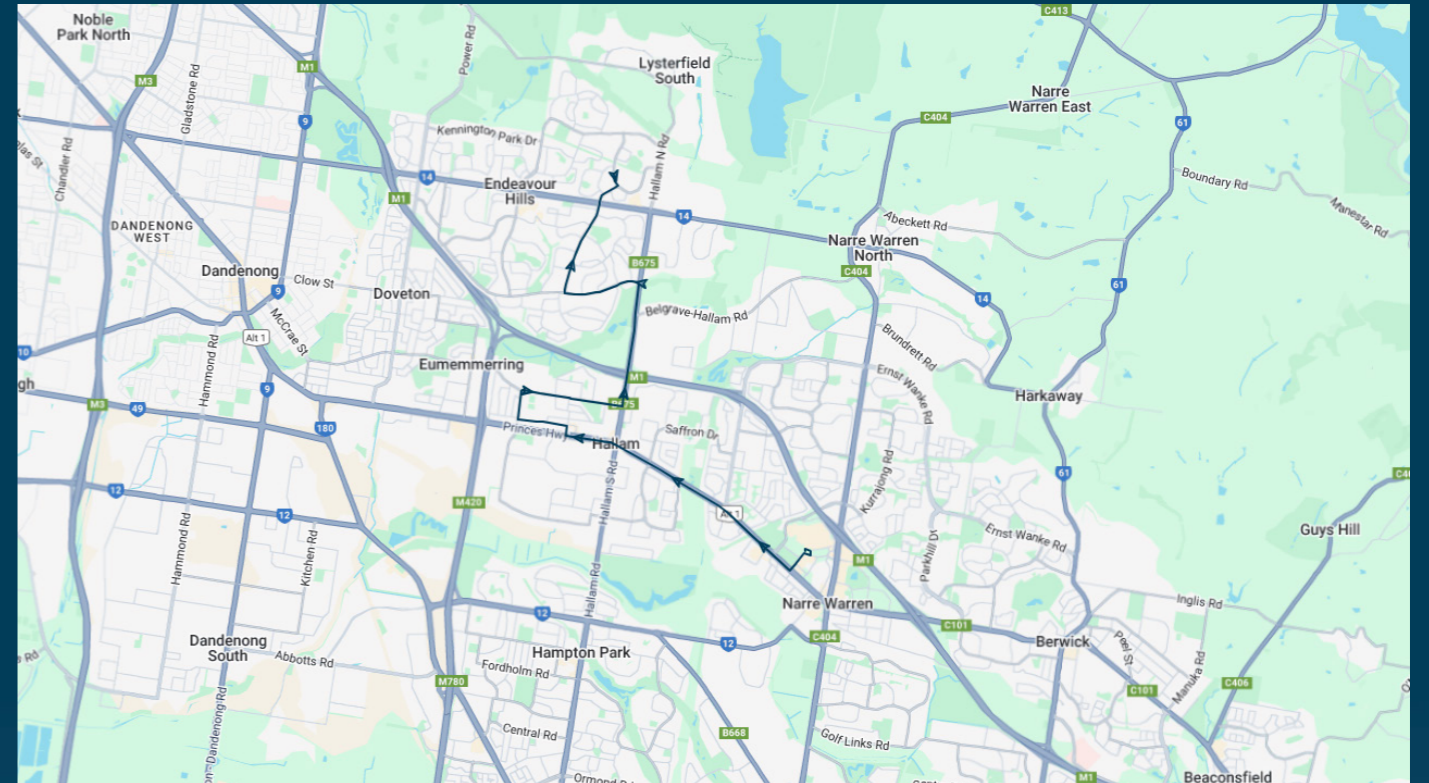 Noble
Park North
M3
Gladstone Rd
M1
9
Power Rd
Lysterfield
South
C413
Narre
Warren East
C404
61
Chandler Rd
Kennington Park Dr
Hallam N Rd
14
Endeavour
Hills
M1
14
Boundary Rd
Manestar Rd
DANDENONG
WEST
Abeckett Rd
Narre Warren
North
C404
B675
Dandenong
9
Clow St
Doveton
McCrae St
Alt 1
14
61
Belgrave-Hallam Rd
Brundrett Rd
10
Hammond Rd
Eumemmerring
M1
Ernst Wanke Rd
Harkaway
gh
M3
49
9
180
Princes Hwy
Hallam
Saffron Dr
Hallam S Rd
Kurrajong Rd
61
12
12
M420
Alt 1
Guys Hill
Hammond Rd
Kitchen Rd
Parkhill Dr
Ernst Wanke Rd
M1
Hallam Rd
Narre Warren
Inglis Rd
12
12
C404
C101
Berwick
Peel St
Manuka Rd
Dandenong
South
Abbotts Rd
Hampton Park
Fordholm Rd
M780
C101
C406
Central Rd
B668
Golf Links Rd
Beaconsfield
M1